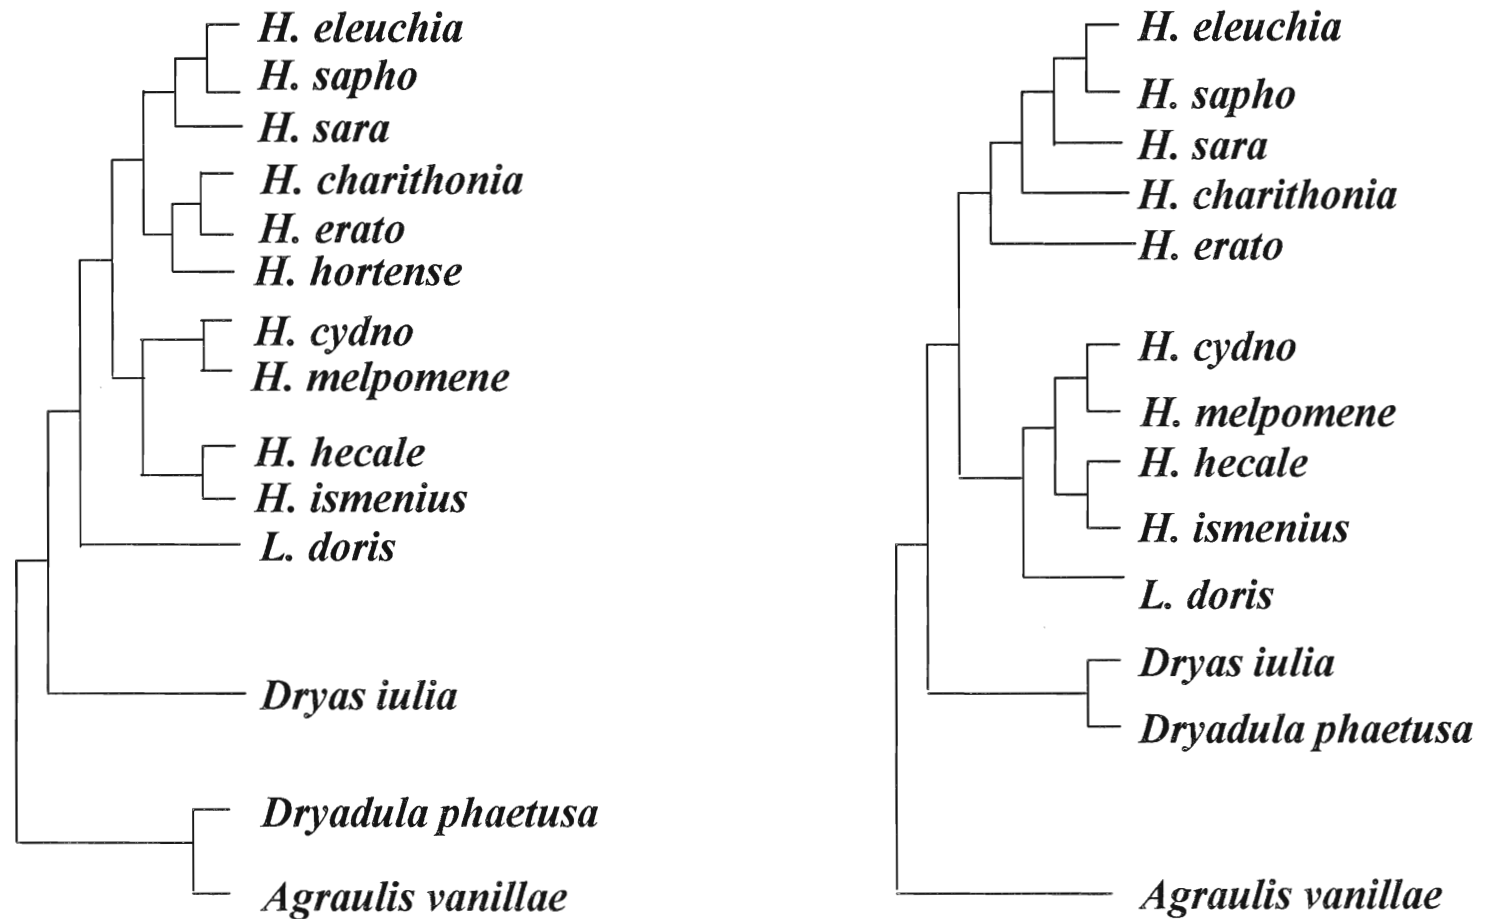 H. eleuchia
H. sapho
H. sara
H. charithonia
H. erato
H. hortense
H. cydno
H. melpomene
H. hecale
H. ismenius
L. doris
Dryas iulia
Dryadula phaetusa
Agraulis vanillae
H. eleuchia
H. sapho
H. sara
H. charithonia
H. erato
H. cydno
H. melpomene
H. hecale
H. ismenius
L. doris
Dryas iulia
Dryadula phaetusa
Agraulis vanillae